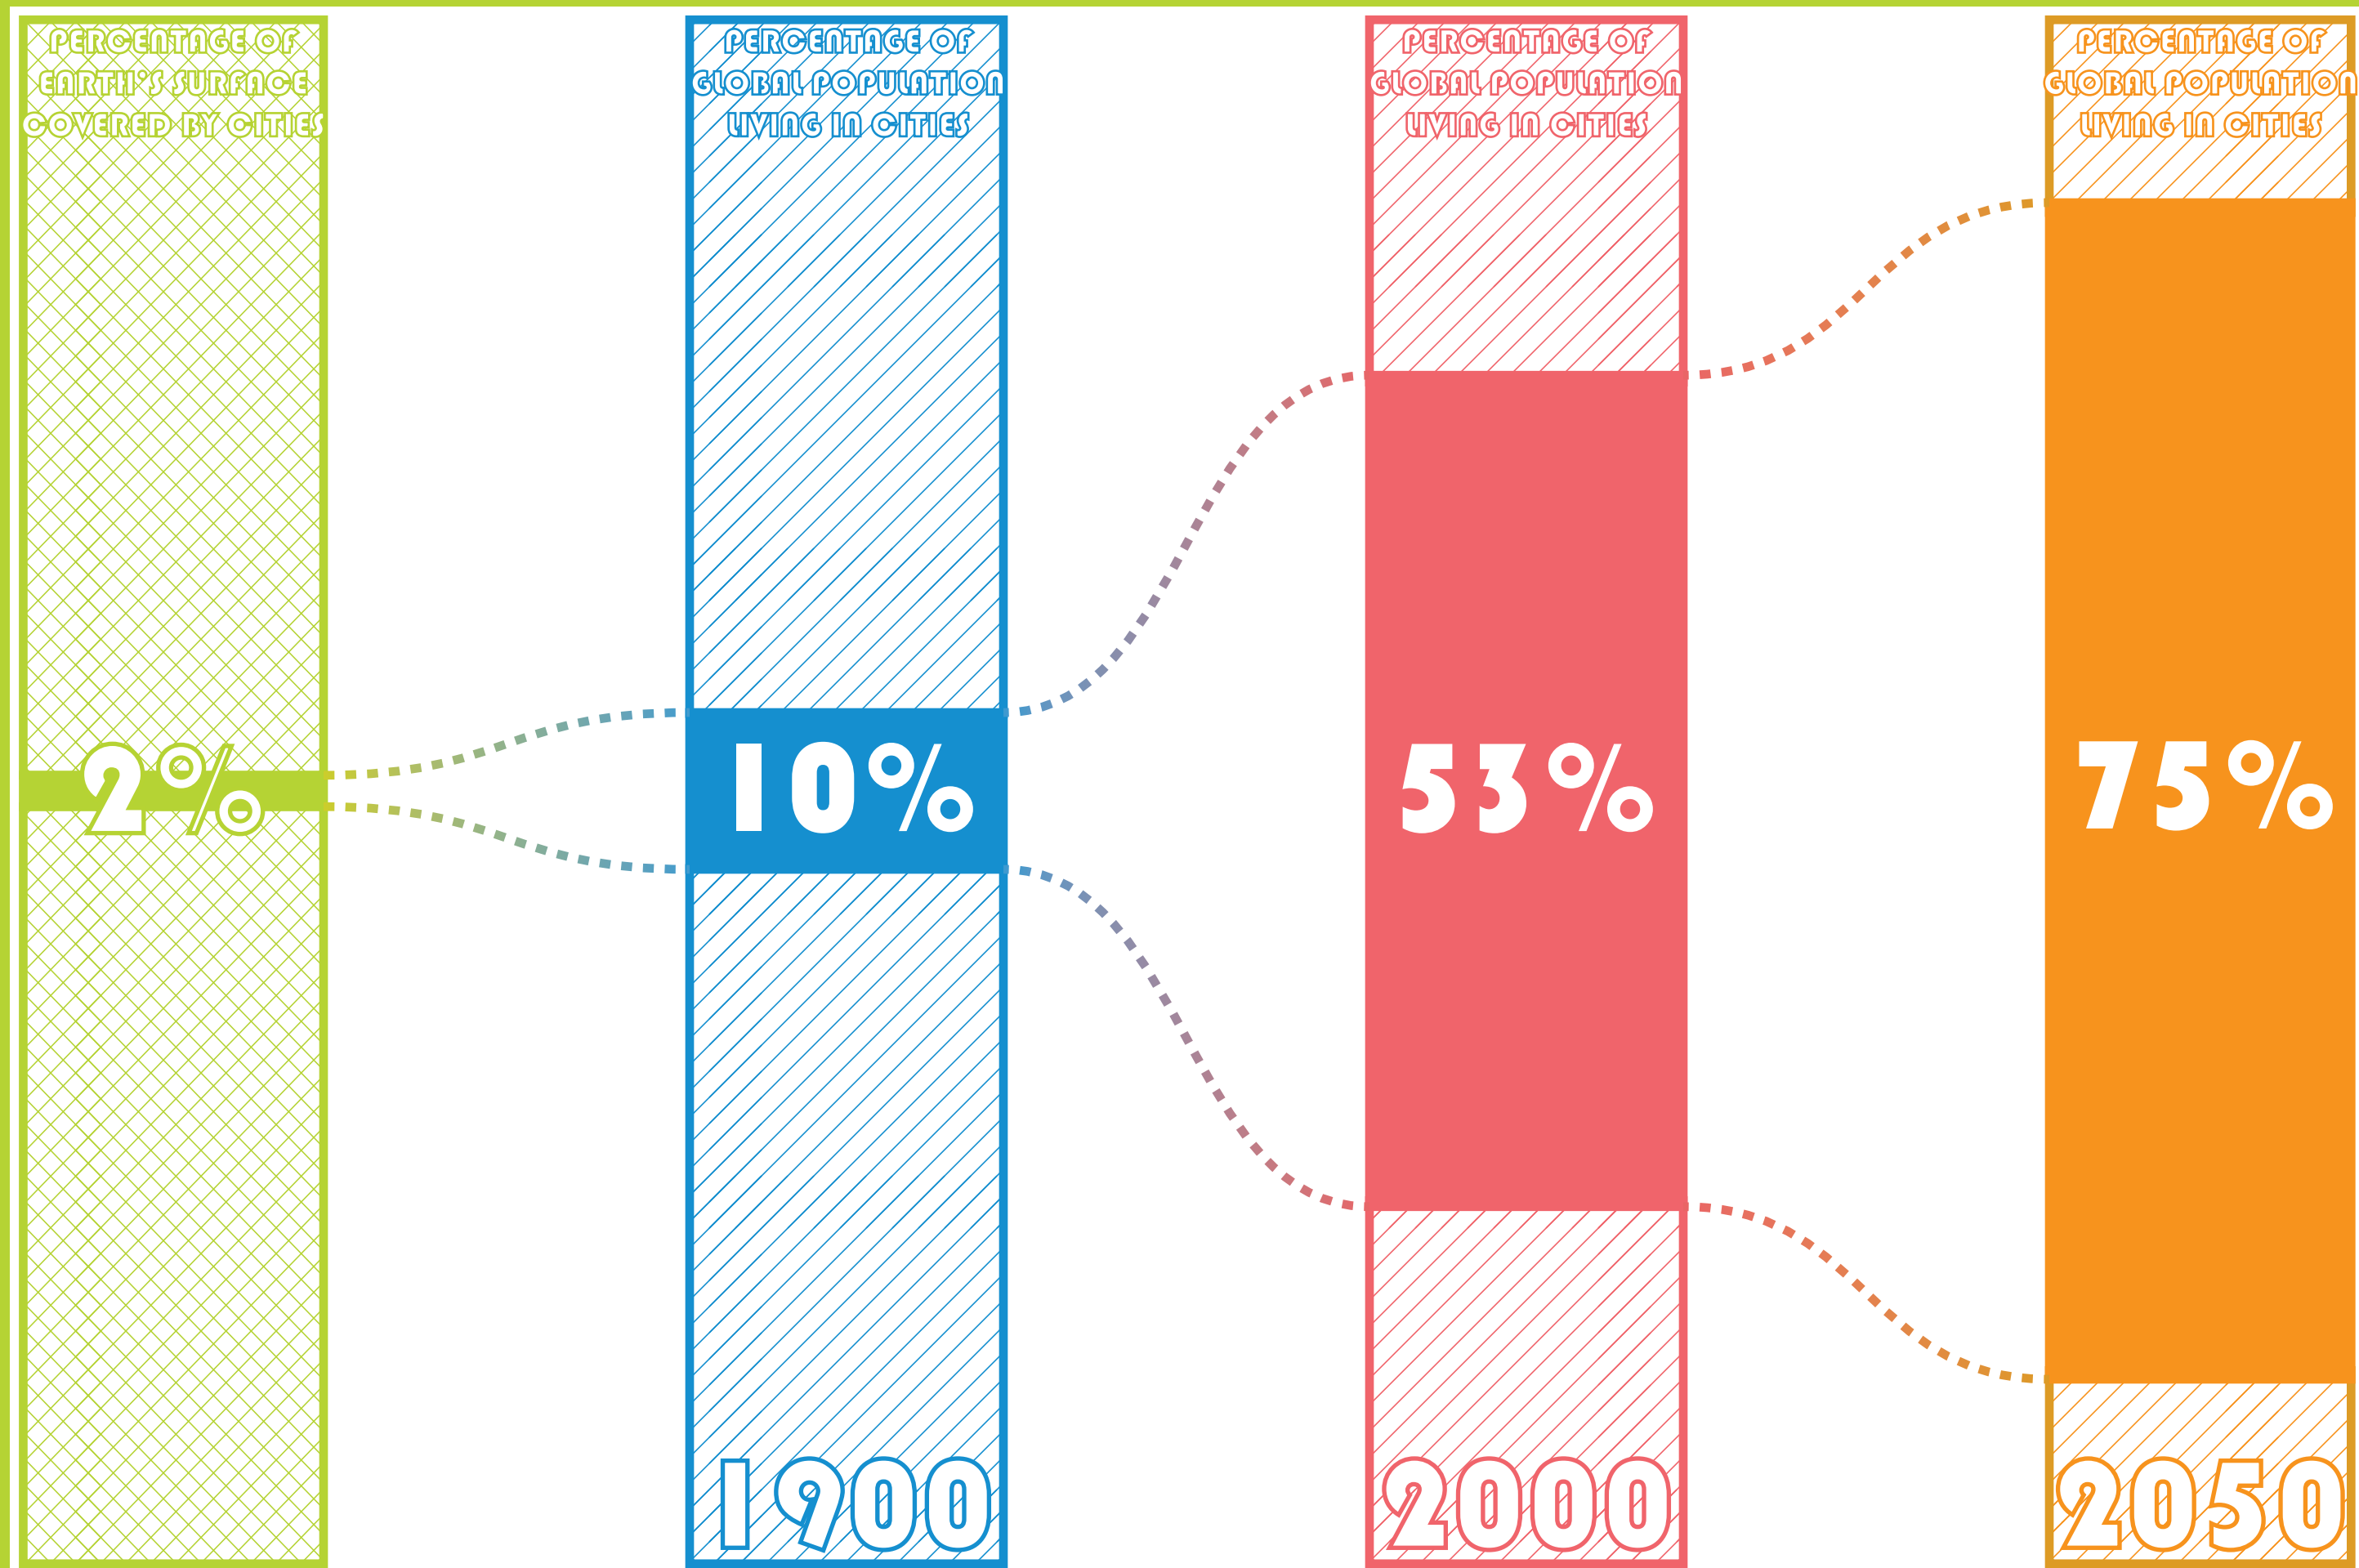 PERCENTAGE OF
EARTH'S SURFACE
COVERED BY CITIES
2%
PERCENTAGE OF
GLOBAL POPULATION
LIVING IN CITIES
10%
1900
PERCENTAGE OF
GLOBAL POPULATION
LIVING IN CITIES
53%
2000
PERCENTAGE OF
GLOBAL POPULATION
LIVING IN CITIES
75%
2050